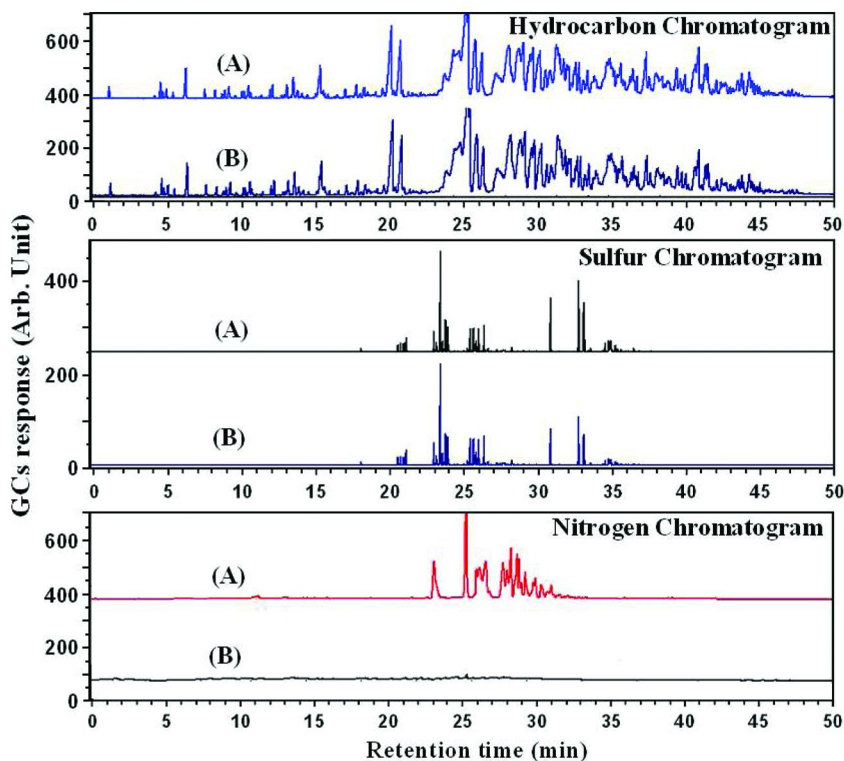 Hydrocarbon Chromatogram
600
(A)
400
200
(B)
0
0 5 10 15 20 25 30 35 40 45 50
Sulfur Chromatogram
400
(A)
200
(B)
0
0 5 10 15 20 25 30 35 40 45 50
Nitrogen Chromatogram
600
(A)
400
200
(B)
0
0 5 10 15 20 25 30 35 40 45 50
Retention time (min)
GCs response (Arb. Unit)